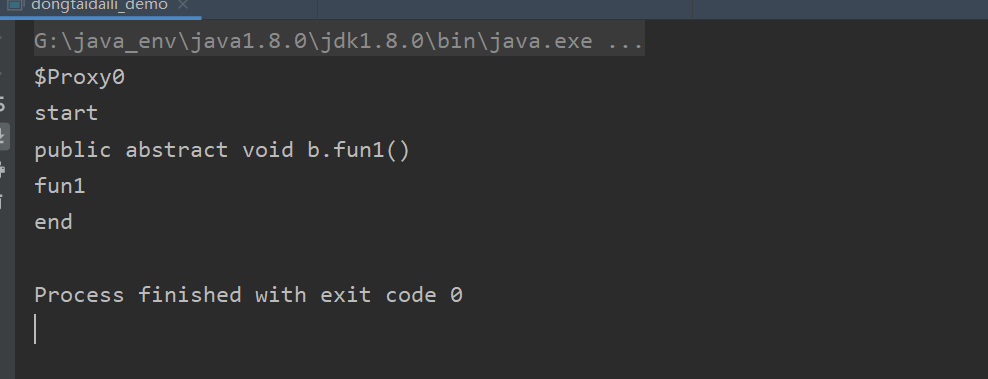 dongtaidaili_demo ×
G:\java_env\java1.8.0\jdk1.8.0\bin\java.exe ...
$Proxy0
start
public abstract void b.fun1()
fun1
end
Process finished with exit code 0